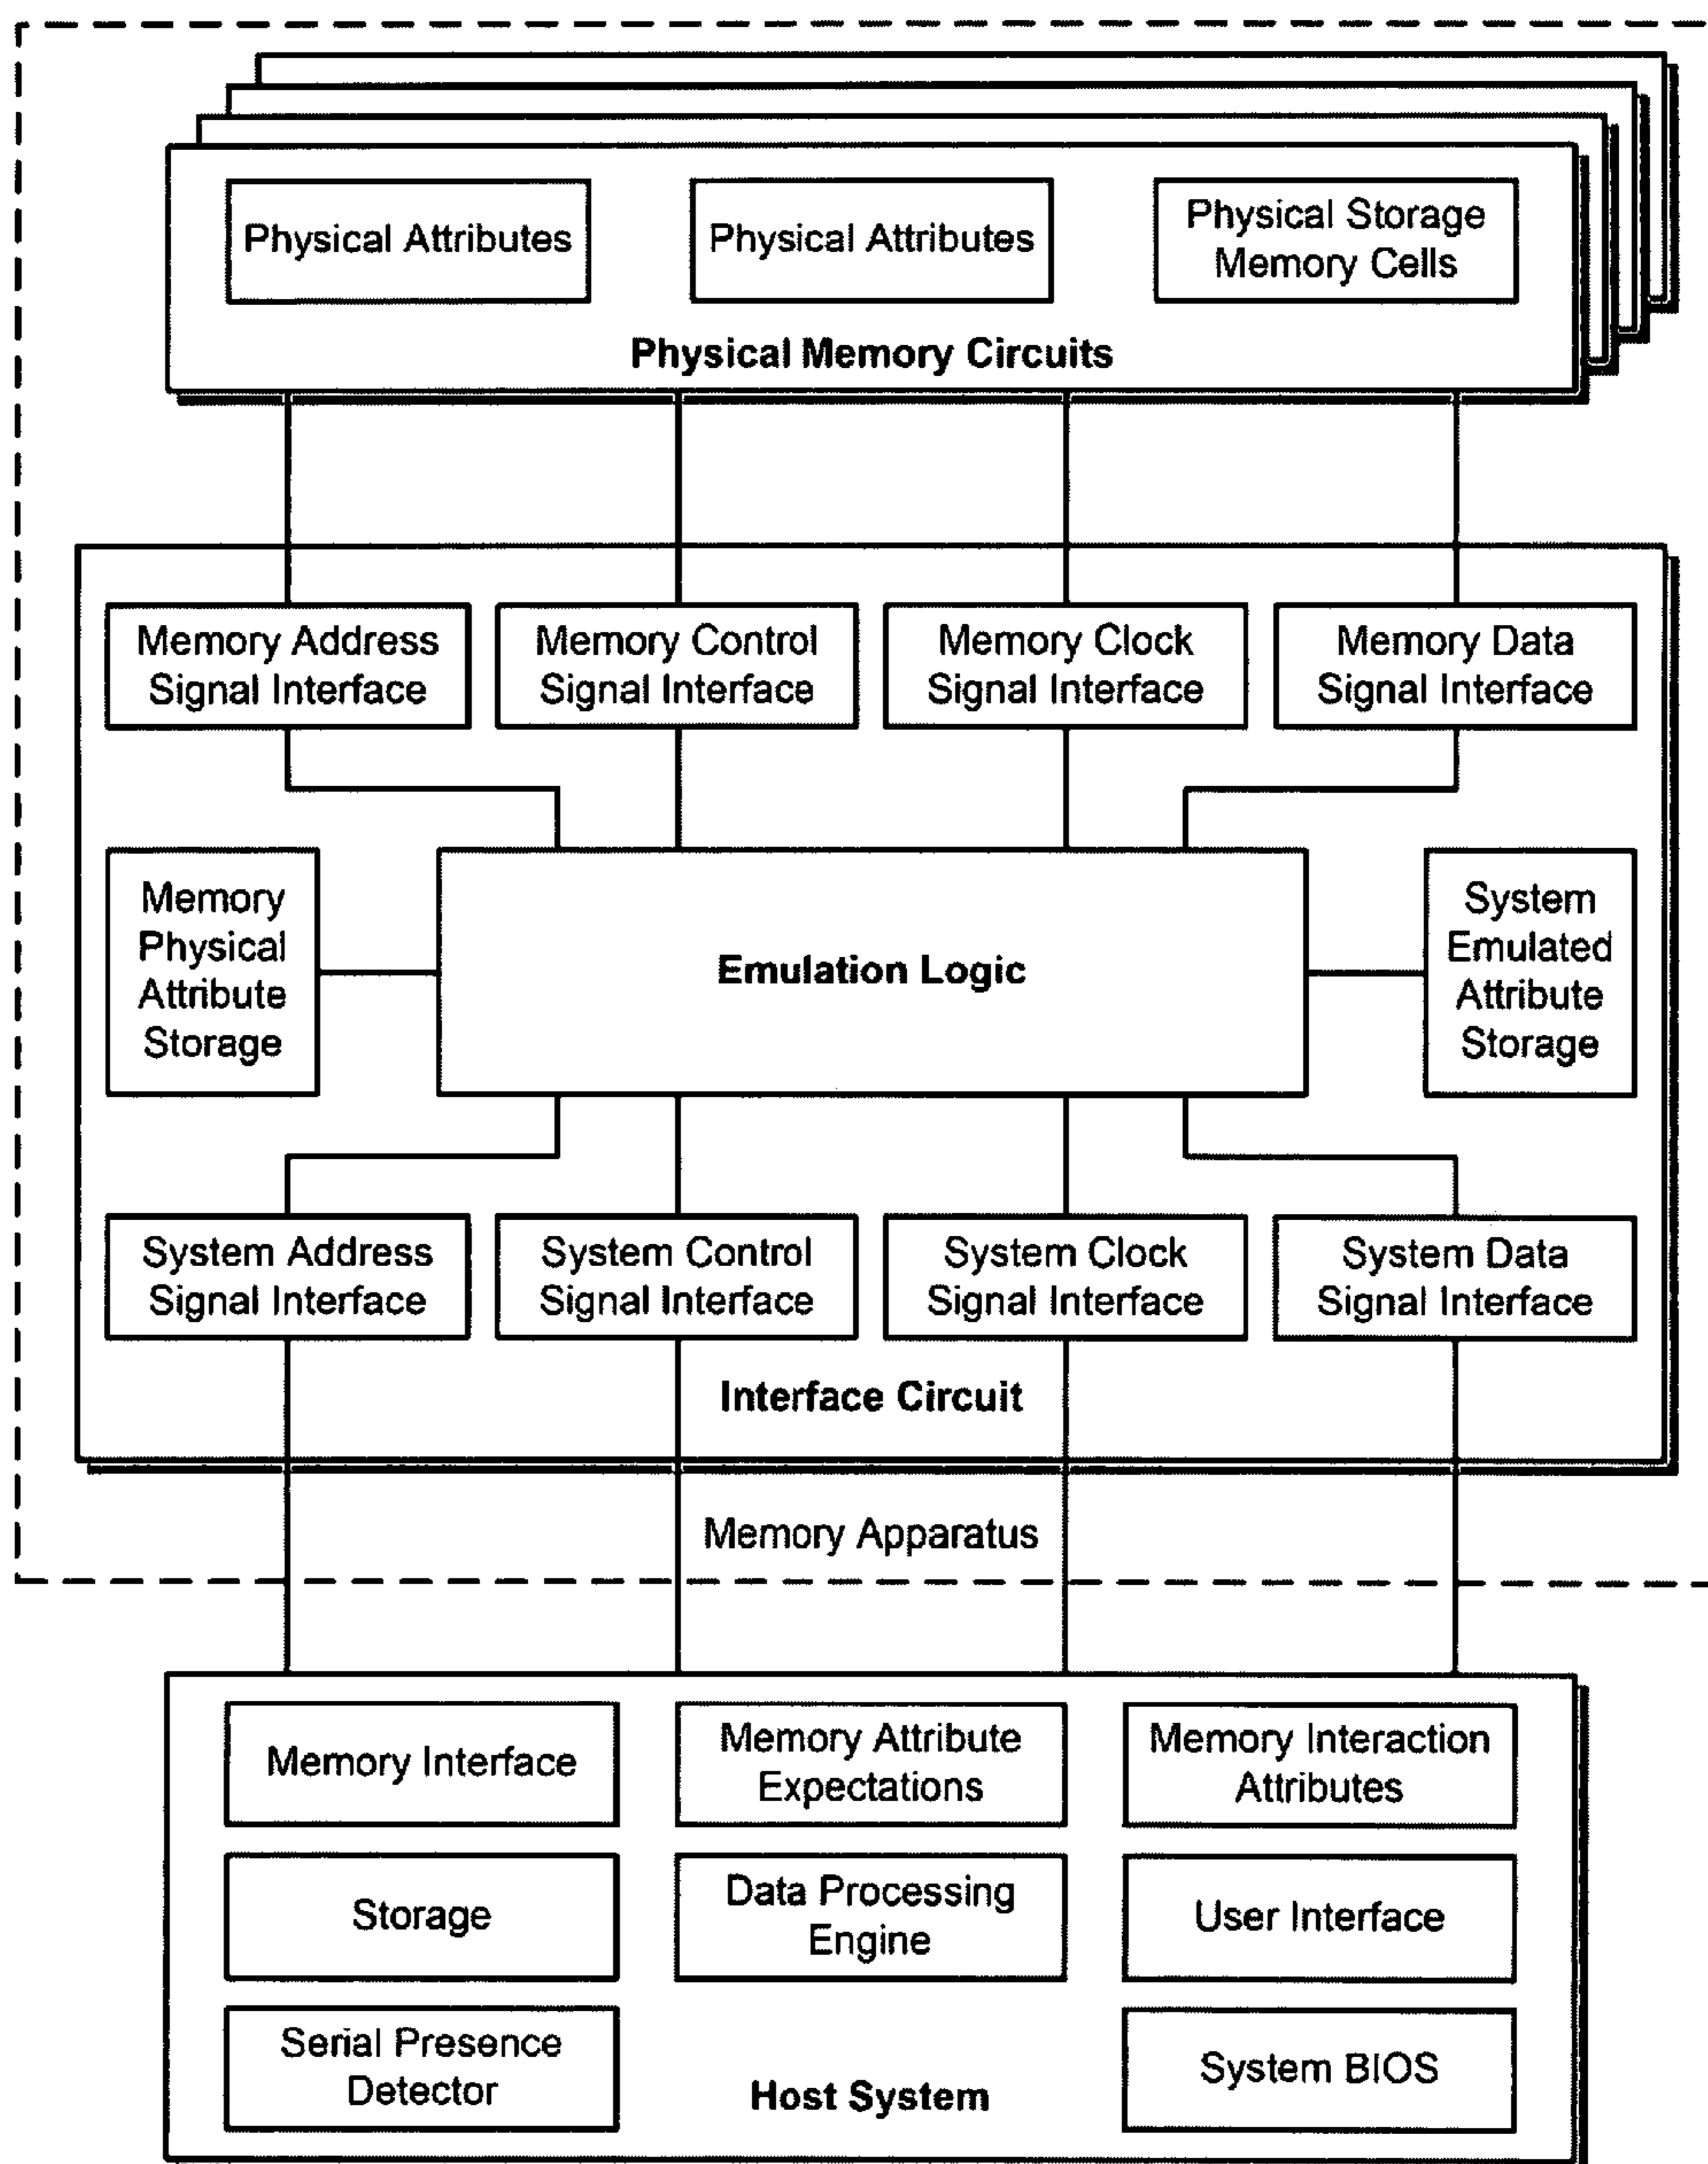 Physical Attributes
Physical Attributes
Physical Storage
Memory Cells
Physical Memory Circuits
Memory Address
Signal Interface
Memory Control
Signal Interface
Memory Clock
Signal Interface
Memory Data
Signal Interface
Memory
Physical
Attribute
Storage
Emulation Logic
System
Emulated
Attribute
Storage
System Address
Signal Interface
System Control
Signal Interface
System Clock
Signal Interface
System Data
Signal Interface
Interface Circuit
Memory Apparatus
Memory Interface
Memory Attribute
Expectations
Memory Interaction
Attributes
Storage
Data Processing
Engine
User Interface
Serial Presence
Detector
Host System
System BIOS